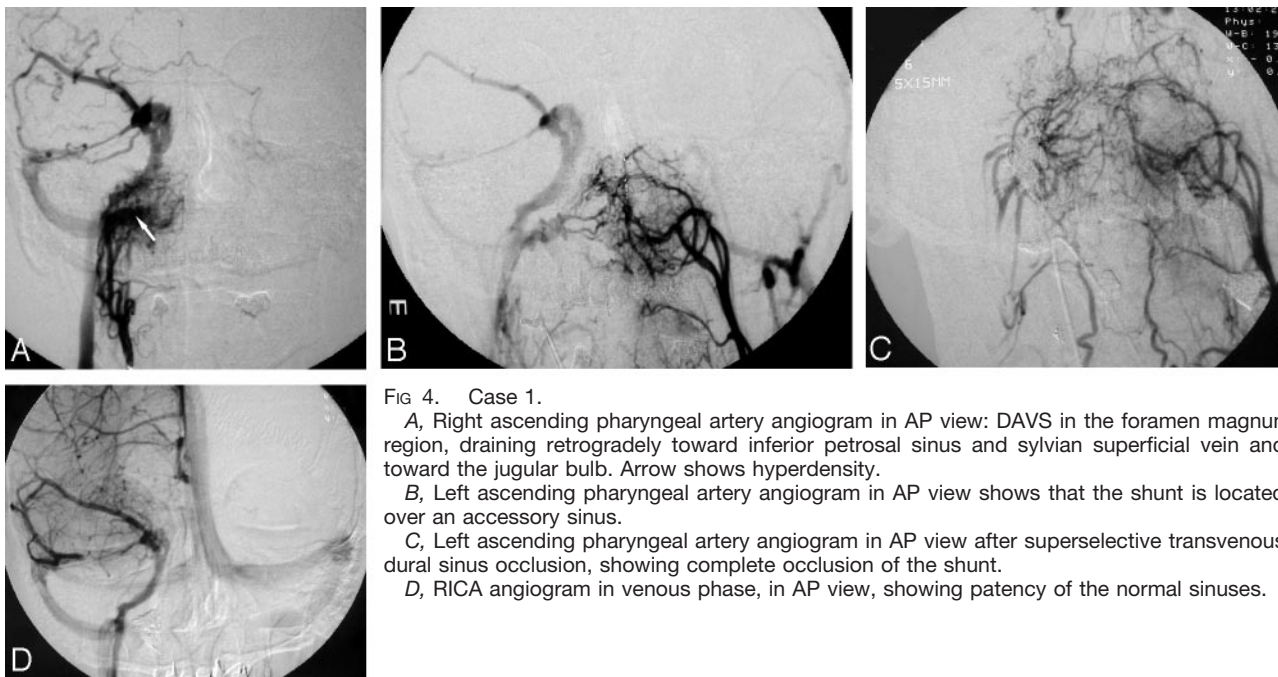 A
B
Phys:
W-B: 19
W-C: 13
6
5X15MM
C
D
FIG 4. Case 1.
A, Right ascending pharyngeal artery angiogram in AP view: DAVS in the foramen magnum
region, draining retrogradely toward inferior petrosal sinus and sylvian superficial vein and
toward the jugular bulb. Arrow shows hyperdensity.
B, Left ascending pharyngeal artery angiogram in AP view shows that the shunt is located
over an accessory sinus.
C, Left ascending pharyngeal artery angiogram in AP view after superselective transvenous
dural sinus occlusion, showing complete occlusion of the shunt.
D, RICA angiogram in venous phase, in AP view, showing patency of the normal sinuses.